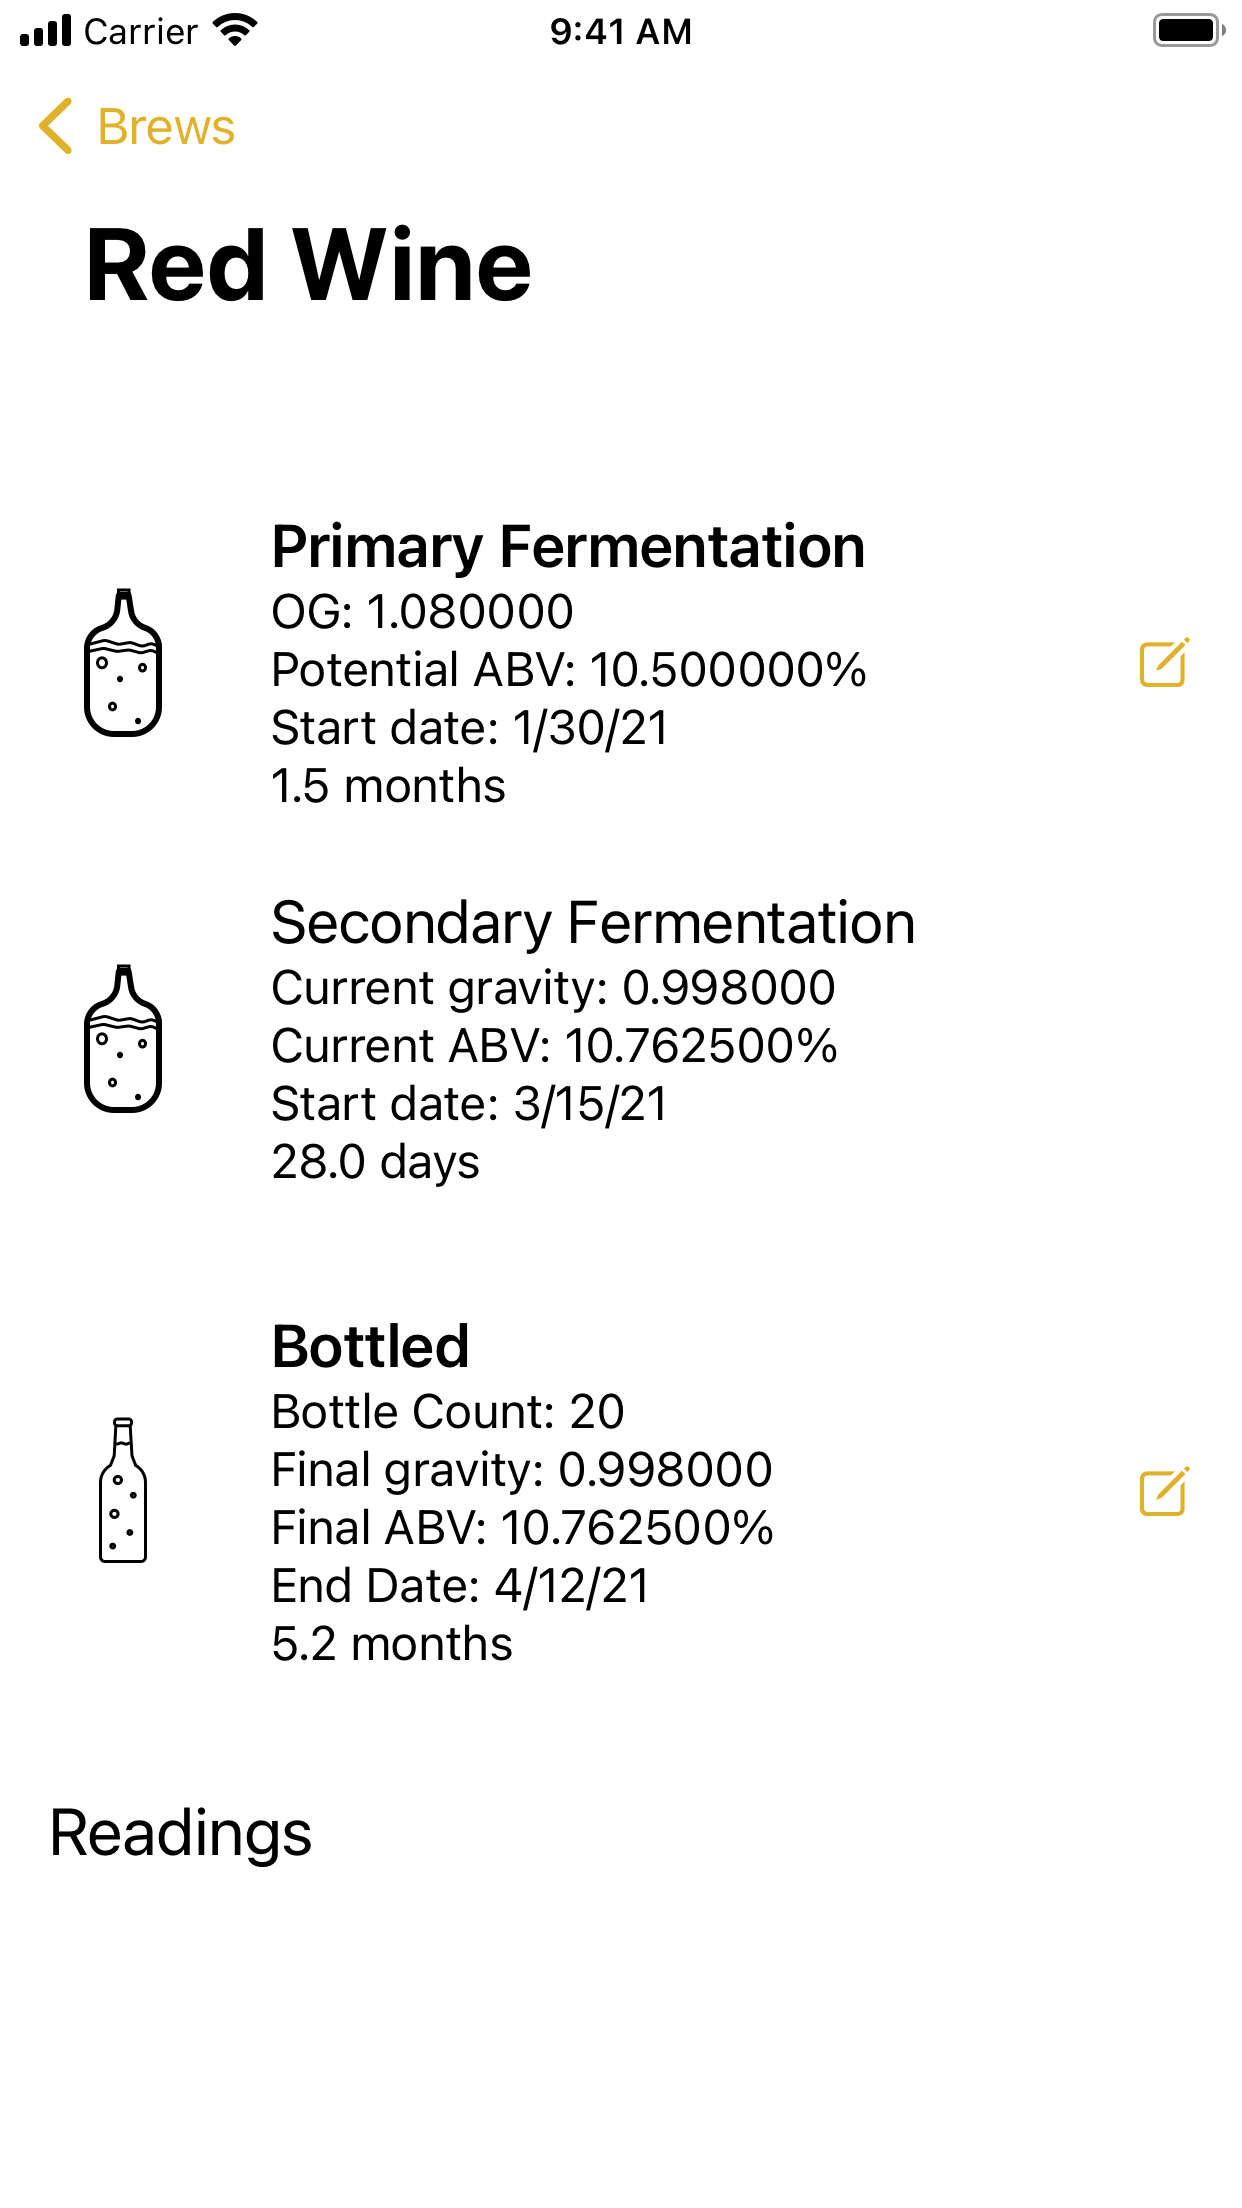 Carrier 9:41 AM
Brews
Red Wine
Primary Fermentation
OG: 1.080000
Potential ABV: 10.500000%
Start date: 1/30/21
1.5 months
Secondary Fermentation
Current gravity: 0.998000
Current ABV: 10.762500%
Start date: 3/15/21
28.0 days
Bottled
Bottle Count: 20
Final gravity: 0.998000
Final ABV: 10.762500%
End Date: 4/12/21
5.2 months
Readings